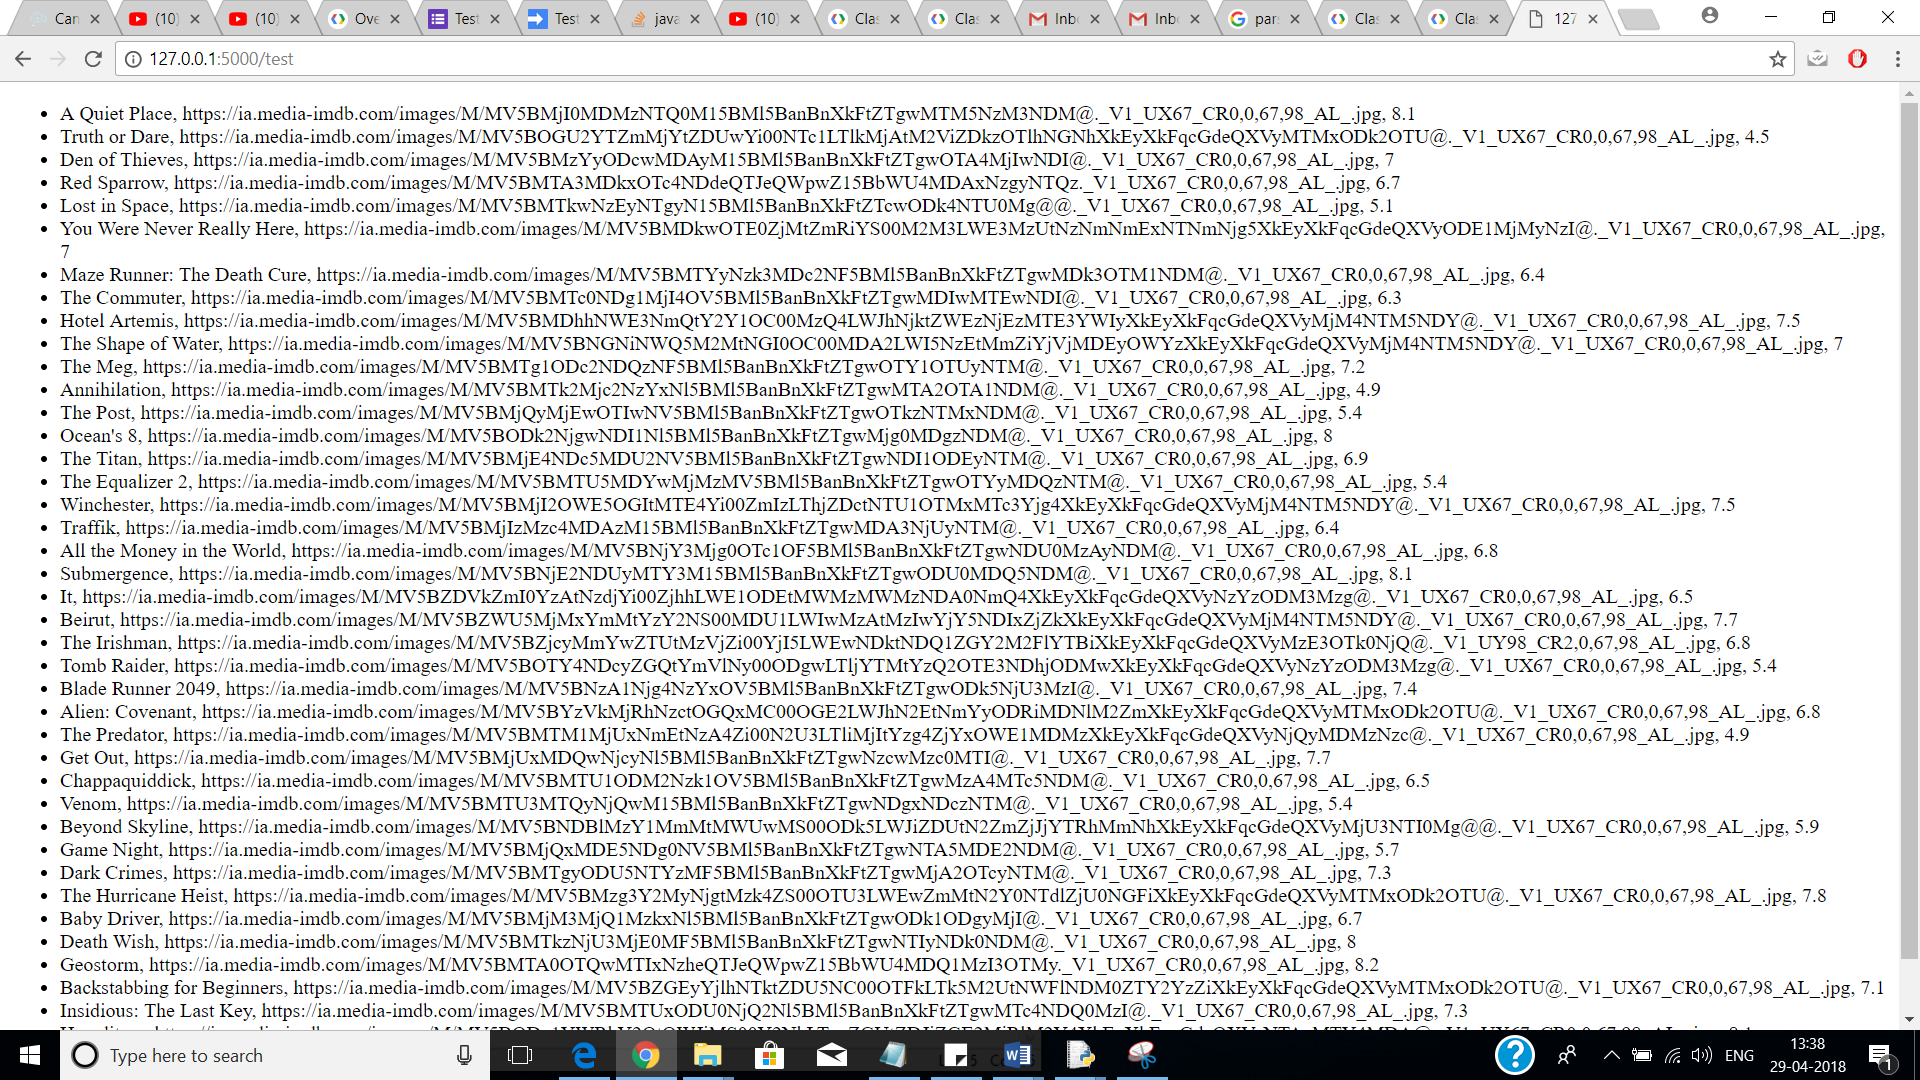 Can
(10)
(10)
Ove
Test
Test
java
(10)
Clas
Clas
Inbo
Inb
pars
Clas
Clas
127
127.0.0.1:5000/test
A Quiet Place, https://ia.media-imdb.com/images/M/MV5BMjI0MDMzNTQ0M15BMl5BanBnXkFtZTgwMTM5NzM3NDM@._V1_UX67_CR0,0,67,98_AL_.jpg, 8.1
Truth or Dare, https://ia.media-imdb.com/images/M/MV5BOGU2YTZmMjYtZDUwYi00NTc1LTlkMjAtM2ViZDkzOTlhNGNhXkEyXkFqcGdeQXVyMTMxODk2OTU@._V1_UX67_CR0,0,67,98_AL_.jpg, 4.5
Den of Thieves, https://ia.media-imdb.com/images/M/MV5BMzYyODcwMDAyM15BMl5BanBnXkFtZTgwOTA4MjIwNDI@._V1_UX67_CR0,0,67,98_AL_.jpg, 7
Red Sparrow, https://ia.media-imdb.com/images/M/MV5BMTA3MDkxOTc4NDdeQTJeQWpwZ15BbWU4MDAxNzgyNTQz._V1_UX67_CR0,0,67,98_AL_.jpg, 6.7
Lost in Space, https://ia.media-imdb.com/images/M/MV5BMTkwNzEyNTgyN15BMl5BanBnXkFtZTcwODk4NTU0Mg@@._V1_UX67_CR0,0,67,98_AL_.jpg, 5.1
You Were Never Really Here, https://ia.media-imdb.com/images/M/MV5BMDkwOTE0ZjMtZmRiYS00M2M3LWE3MzUtNzNmNmExNTNmNjg5XkEyXkFqcGdeQXVyODE1MjMyNzI@._V1_UX67_CR0,0,67,98_AL_.jpg,
7
Maze Runner: The Death Cure, https://ia.media-imdb.com/images/M/MV5BMTYyNzk3MDc2NF5BMl5BanBnXkFtZTgwMDk3OTM1NDM@._V1_UX67_CR0,0,67,98_AL_.jpg, 6.4
The Commuter, https://ia.media-imdb.com/images/M/MV5BMTc0NDg1MjI4OV5BMl5BanBnXkFtZTgwMDIwMTEwNDI@._V1_UX67_CR0,0,67,98_AL_.jpg, 6.3
Hotel Artemis, https://ia.media-imdb.com/images/M/MV5BMDhhNWE3NmQtY2Y1OC00MzQ4LWJhNjktZWEzNjEzMTE3YWIyXkEyXkFqcGdeQXVyMjM4NTM5NDY@._V1_UX67_CR0,0,67,98_AL_.jpg, 7.5
The Shape of Water, https://ia.media-imdb.com/images/M/MV5BNGNiNWQ5M2MtNGI0OC00MDA2LWI5NzEtMmZiYjVjMDEyOWYzXkEyXkFqcGdeQXVyMjM4NTM5NDY@._V1_UX67_CR0,0,67,98_AL_.jpg, 7
The Meg, https://ia.media-imdb.com/images/M/MV5BMTg1ODc2NDQzNF5BMl5BanBnXkFtZTgwOTY1OTUyNTM@._V1_UX67_CR0,0,67,98_AL_.jpg, 7.2
Annihilation, https://ia.media-imdb.com/images/M/MV5BMTk2Mjc2NzYxNl5BMl5BanBnXkFtZTgwMTA2OTA1NDM@._V1_UX67_CR0,0,67,98_AL_.jpg, 4.9
The Post, https://ia.media-imdb.com/images/M/MV5BMjQyMjEwOTIwNV5BMl5BanBnXkFtZTgwOTkzNTMxNDM@._V1_UX67_CR0,0,67,98_AL_.jpg, 5.4
Ocean's 8, https://ia.media-imdb.com/images/M/MV5BODk2NjgwNDI1Nl5BMl5BanBnXkFtZTgwMjg0MDgzNDM@._V1_UX67_CR0,0,67,98_AL_.jpg, 8
The Titan, https://ia.media-imdb.com/images/M/MV5BMjE4NDc5MDU2NV5BMl5BanBnXkFtZTgwNDI1ODEyNTM@._V1_UX67_CR0,0,67,98_AL_.jpg, 6.9
The Equalizer 2, https://ia.media-imdb.com/images/M/MV5BMTU5MDYwMjMzMV5BMl5BanBnXkFtZTgwOTYyMDQzNTM@._V1_UX67_CR0,0,67,98_AL_.jpg, 5.4
Winchester, https://ia.media-imdb.com/images/M/MV5BMjI2OWE5OGItMTE4Yi00ZmIzLThjZDctNTU1OTMxMTc3Yjg4XkEyXkFqcGdeQXVyMjM4NTM5NDY@._V1_UX67_CR0,0,67,98_AL_.jpg, 7.5
Traffik, https://ia.media-imdb.com/images/M/MV5BMjIzMzc4MDAzM15BMl5BanBnXkFtZTgwMDA3NjUyNTM@._V1_UX67_CR0,0,67,98_AL_.jpg, 6.4
All the Money in the World, https://ia.media-imdb.com/images/M/MV5BNjY3Mjg0OTc1OF5BMl5BanBnXkFtZTgwNDU0MzAyNDM@._V1_UX67_CR0,0,67,98_AL_.jpg, 6.8
Submergence, https://ia.media-imdb.com/images/M/MV5BNjE2NDUyMTY3M15BMl5BanBnXkFtZTgwODU0MDQ5NDM@._V1_UX67_CR0,0,67,98_AL_.jpg, 8.1
It, https://ia.media-imdb.com/images/M/MV5BZDVkZmI0YzAtNzdjYi00ZjhhLWE1ODEtMWMzMWMzNDA0NmQ4XkEyXkFqcGdeQXVyNzYzODM3Mzg@._V1_UX67_CR0,0,67,98_AL_.jpg, 6.5
Beirut, https://ia.media-imdb.com/images/M/MV5BZWU5MjMxYmMtYzY2NS00MDU1LWIwMzAtMzIwYjY5NDIxZjZkXkEyXkFqcGdeQXVyMjM4NTM5NDY@._V1_UX67_CR0,0,67,98_AL_.jpg, 7.7
The Irishman, https://ia.media-imdb.com/images/M/MV5BZjcyMmYwZTUtMzVjZi00YjI5LWEwNDktNDQ1ZGY2M2FlYTBiXkEyXkFqcGdeQXVyMzE3OTk0NjQ@._V1_UY98_CR2,0,67,98_AL_.jpg, 6.8
Tomb Raider, https://ia.media-imdb.com/images/M/MV5BOTY4NDcyZGQtYmVlNy00ODgwLTljYTMtYzQ2OTE3NDhjODMwXkEyXkFqcGdeQXVyNzYzODM3Mzg@._V1_UX67_CR0,0,67,98_AL_.jpg, 5.4
Blade Runner 2049, https://ia.media-imdb.com/images/M/MV5BNzA1Njg4NzYxOV5BMl5BanBnXkFtZTgwODk5NjU3MzI@._V1_UX67_CR0,0,67,98_AL_.jpg, 7.4
Alien: Covenant, https://ia.media-imdb.com/images/M/MV5BYzVkMjRhNzctOGQxMC00OGE2LWJhN2EtNmYyODRiMDNlM2ZmXkEyXkFqcGdeQXVyMTMxODk2OTU@._V1_UX67_CR0,0,67,98_AL_.jpg, 6.8
The Predator, https://ia.media-imdb.com/images/M/MV5BMTM1MjUxNmEtNzA4Zi00N2U3LTliMjItYzg4ZjYxOWE1MDMzXkEyXkFqcGdeQXVyNjQyMDMzNzc@._V1_UX67_CR0,0,67,98_AL_.jpg, 4.9
Get Out, https://ia.media-imdb.com/images/M/MV5BMjUxMDQwNjcyNl5BMl5BanBnXkFtZTgwNzcwMzc0MTI@._V1_UX67_CR0,0,67,98_AL_.jpg, 7.7
Chappaquiddick, https://ia.media-imdb.com/images/M/MV5BMTU1ODM2Nzk1OV5BMl5BanBnXkFtZTgwMzA4MTc5NDM@._V1_UX67_CR0,0,67,98_AL_.jpg, 6.5
Venom, https://ia.media-imdb.com/images/M/MV5BMTU3MTQyNjQwM15BMl5BanBnXkFtZTgwNDgxNDczNTM@._V1_UX67_CR0,0,67,98_AL_.jpg, 5.4
Beyond Skyline, https://ia.media-imdb.com/images/M/MV5BNDBlMzY1MmMtMWUwMS00ODk5LWJiZDUtN2ZmZjJjYTRhMmNhXkEyXkFqcGdeQXVyMjU3NTI0Mg@@._V1_UX67_CR0,0,67,98_AL_.jpg, 5.9
Game Night, https://ia.media-imdb.com/images/M/MV5BMjQxMDE5NDg0NV5BMl5BanBnXkFtZTgwNTA5MDE2NDM@._V1_UX67_CR0,0,67,98_AL_.jpg, 5.7
Dark Crimes, https://ia.media-imdb.com/images/M/MV5BMTgyODU5NTYzMF5BMl5BanBnXkFtZTgwMjA2OTcyNTM@._V1_UX67_CR0,0,67,98_AL_.jpg, 7.3
The Hurricane Heist, https://ia.media-imdb.com/images/M/MV5BMzg3Y2MyNjgtMzk4ZS00OTU3LWEwZmMtN2Y0NTdlZjU0NGFiXkEyXkFqcGdeQXVyMTMxODk2OTU@._V1_UX67_CR0,0,67,98_AL_.jpg, 7.8
Baby Driver, https://ia.media-imdb.com/images/M/MV5BMjM3MjQ1MzkxNl5BMl5BanBnXkFtZTgwODk1ODgyMjI@._V1_UX67_CR0,0,67,98_AL_.jpg, 6.7
Death Wish, https://ia.media-imdb.com/images/M/MV5BMTkzNjU3MjE0MF5BMl5BanBnXkFtZTgwNTIyNDk0NDM@._V1_UX67_CR0,0,67,98_AL_.jpg, 8
Geostorm, https://ia.media-imdb.com/images/M/MV5BMTA0OTQwMTIxNzheQTJeQWpwZ15BbWU4MDQ1MzI3OTMy._V1_UX67_CR0,0,67,98_AL_.jpg, 8.2
Backstabbing for Beginners, https://ia.media-imdb.com/images/M/MV5BZGEyYjlhNTktZDU5NC00OTFkLTk5M2UtNWFlNDM0ZTY2YzZiXkEyXkFqcGdeQXVyMTMxODk2OTU@._V1_UX67_CR0,0,67,98_AL_.jpg, 7.1
Insidious: The Last Key, https://ia.media-imdb.com/images/M/MV5BMTUxODU0NjQ2Nl5BMl5BanBnXkFtZTgwMTc4NDQ0MzI@._V1_UX67_CR0,0,67,98_AL_.jpg, 7.3
Type here to search
ENG
13:38
29-04-2018
1